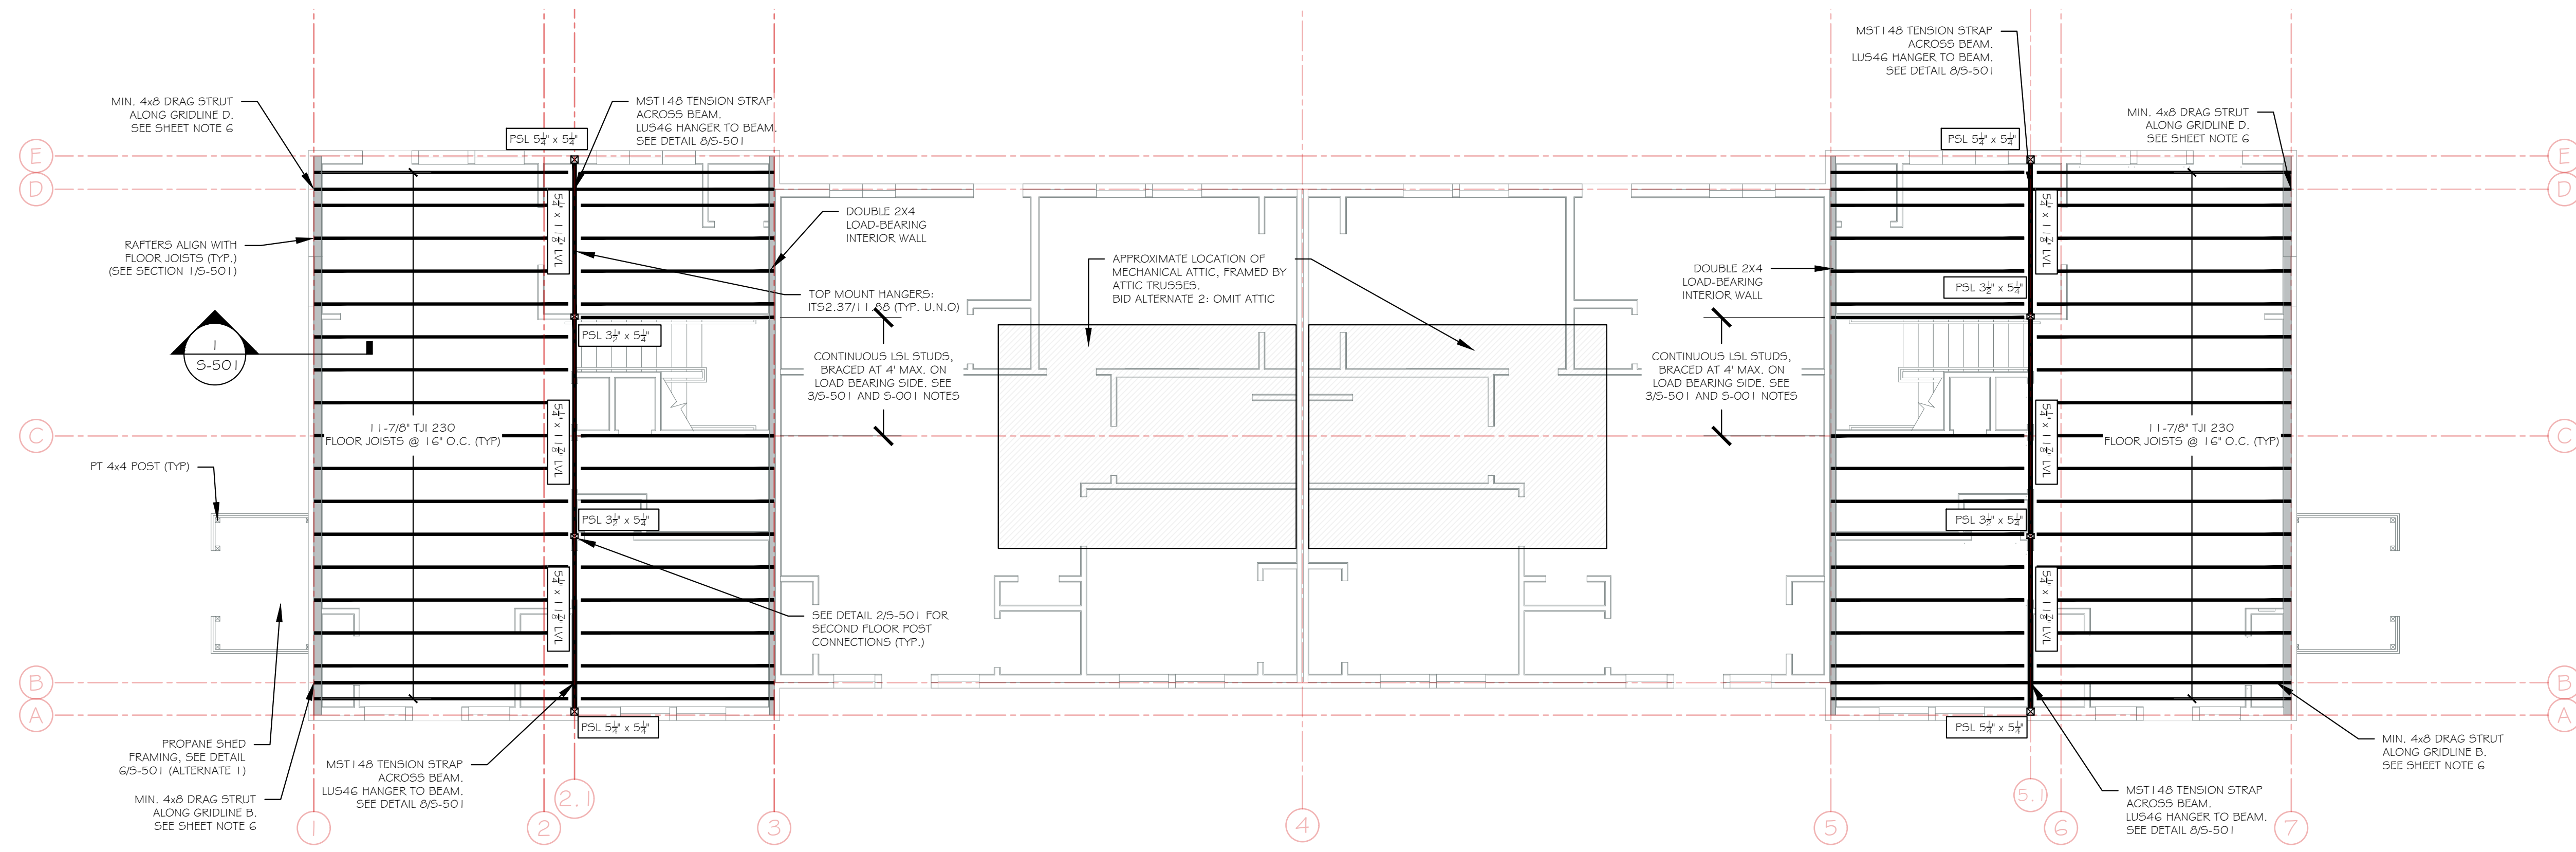 MST148 TENSION STRAP
ACROSS BEAM.
LUS46 HANGER TO BEAM.
SEE DETAIL 8/S-501
MIN. 4x8 DRAG STRUT
ALONG GRIDLINE D.
SEE SHEET NOTE 6
MST148 TENSION STRAP
ACROSS BEAM.
LUS46 HANGER TO BEAM.
SEE DETAIL 8/S-501
MIN. 4x8 DRAG STRUT
ALONG GRIDLINE D.
SEE SHEET NOTE 6
PSL 5¼" x 5¼"
PSL 5¼" x 5¼"
E
E
D
D
5¼" x 11⅞" LVL
5¼" x 11⅞" LVL
DOUBLE 2X4
LOAD-BEARING
INTERIOR WALL
RAFTERS ALIGN WITH
FLOOR JOISTS (TYP.)
(SEE SECTION 1/S-501)
APPROXIMATE LOCATION OF
MECHANICAL ATTIC, FRAMED BY
ATTIC TRUSSES.
BID ALTERNATE 2: OMIT ATTIC
DOUBLE 2X4
LOAD-BEARING
INTERIOR WALL
TOP MOUNT HANGERS:
ITS2.37/11.88 (TYP. U.N.O)
PSL 3½" x 5¼"
PSL 3½" x 5¼"
1
S-501
CONTINUOUS LSL STUDS,
BRACED AT 4' MAX. ON
LOAD BEARING SIDE. SEE
3/S-501 AND S-001 NOTES
CONTINUOUS LSL STUDS,
BRACED AT 4' MAX. ON
LOAD BEARING SIDE. SEE
3/S-501 AND S-001 NOTES
11-7/8" TJI 230
FLOOR JOISTS @ 16" O.C. (TYP)
5¼" x 11⅞" LVL
5¼" x 11⅞" LVL
11-7/8" TJI 230
FLOOR JOISTS @ 16" O.C. (TYP)
C
C
PT 4x4 POST (TYP)
PSL 3½" x 5¼"
PSL 3½" x 5¼"
5¼" x 11⅞" LVL
5¼" x 11⅞" LVL
SEE DETAIL 2/S-501 FOR
SECOND FLOOR POST
CONNECTIONS (TYP.)
B
B
A
A
PSL 5¼" x 5¼"
PSL 5¼" x 5¼"
PROPANE SHED
FRAMING, SEE DETAIL
6/S-501 (ALTERNATE 1)
MIN. 4x8 DRAG STRUT
ALONG GRIDLINE B.
SEE SHEET NOTE 6
MST148 TENSION STRAP
ACROSS BEAM.
LUS46 HANGER TO BEAM.
SEE DETAIL 8/S-501
MIN. 4x8 DRAG STRUT
ALONG GRIDLINE B.
SEE SHEET NOTE 6
MST148 TENSION STRAP
ACROSS BEAM.
LUS46 HANGER TO BEAM.
SEE DETAIL 8/S-501
1
2
2.1
3
4
5
5.1
6
7